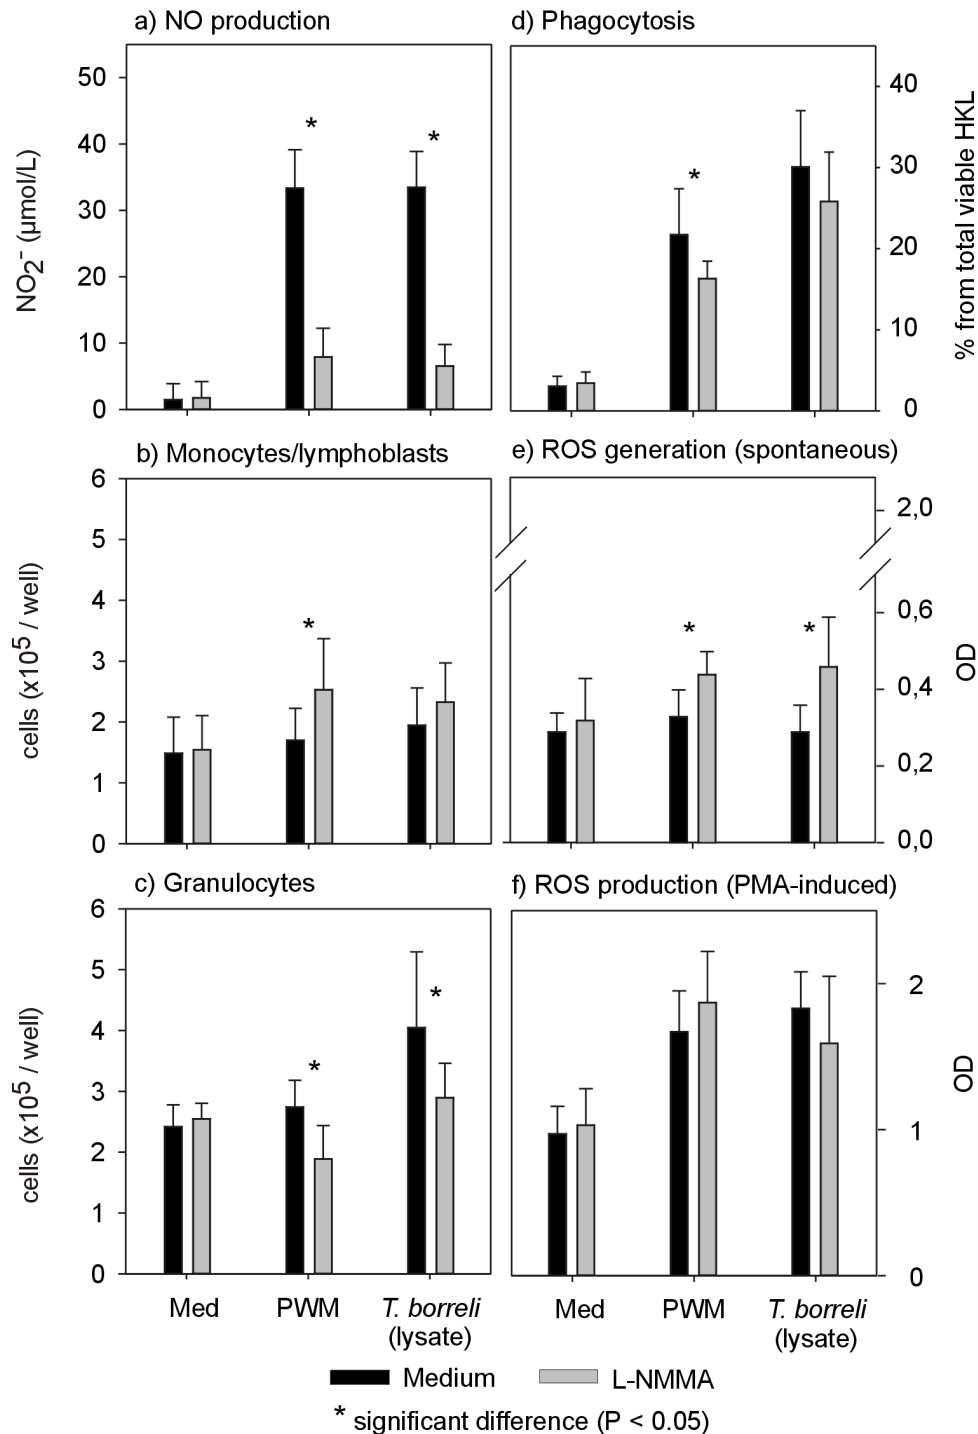 a) NO production
50
40
30
20
10
0
NO2⁻ (µmol/L)
d) Phagocytosis
40
30
20
10
0
% from total viable HKL
b) Monocytes/lymphoblasts
6
5
4
3
2
1
0
cells (x10⁵ / well)
e) ROS generation (spontaneous)
2,0
0,6
0,4
0,2
0,0
OD
c) Granulocytes
6
5
4
3
2
1
0
cells (x10⁵ / well)
f) ROS production (PMA-induced)
2
1
0
OD
* *
*
*
* *
* *
Med PWM T. borreli
(lysate)
Med PWM T. borreli
(lysate)
Medium L-NMMA
* significant difference (P < 0.05)